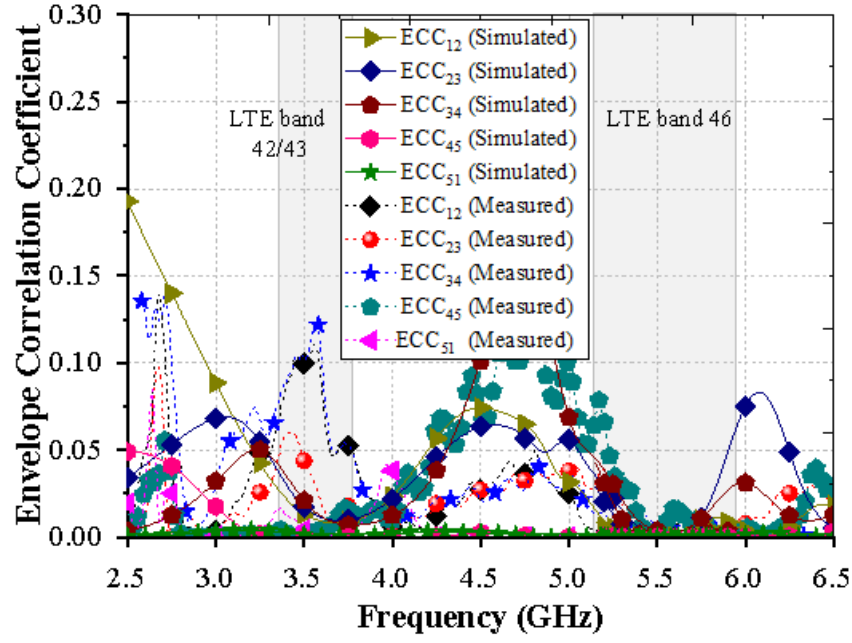 Envelope Correlation Coefficient
0.30
0.25
0.20
0.15
0.10
0.05
0.00
LTE band
42/43
LTE band 46
ECC12 (Simulated)
ECC23 (Simulated)
ECC34 (Simulated)
ECC45 (Simulated)
ECC51 (Simulated)
ECC12 (Measured)
ECC23 (Measured)
ECC34 (Measured)
ECC45 (Measured)
ECC51 (Measured)
2.5 3.0 3.5 4.0 4.5 5.0 5.5 6.0 6.5
Frequency (GHz)